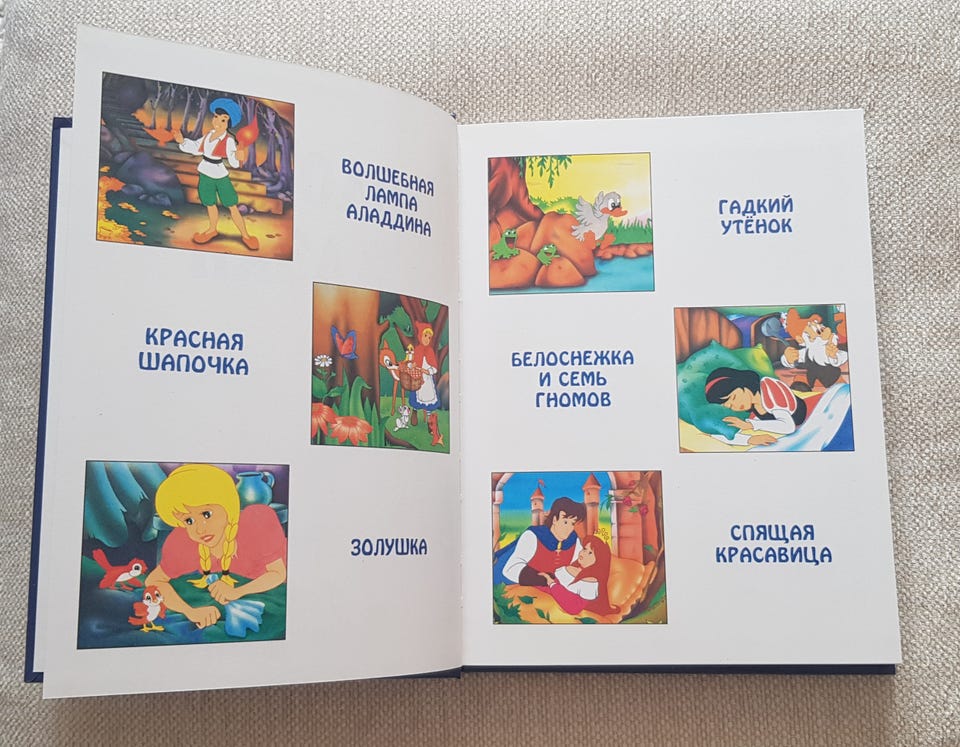 ВОЛШЕБНАЯ
ЛАМПА
АЛАДДИНА
КРАСНАЯ
ШАПОЧКА
ЗОЛУШКА
ГАДКИЙ
УТЁНОК
БЕЛОСНЕЖКА
И СЕМЬ
ГНОМОВ
СПЯЩАЯ
КРАСАВИЦА